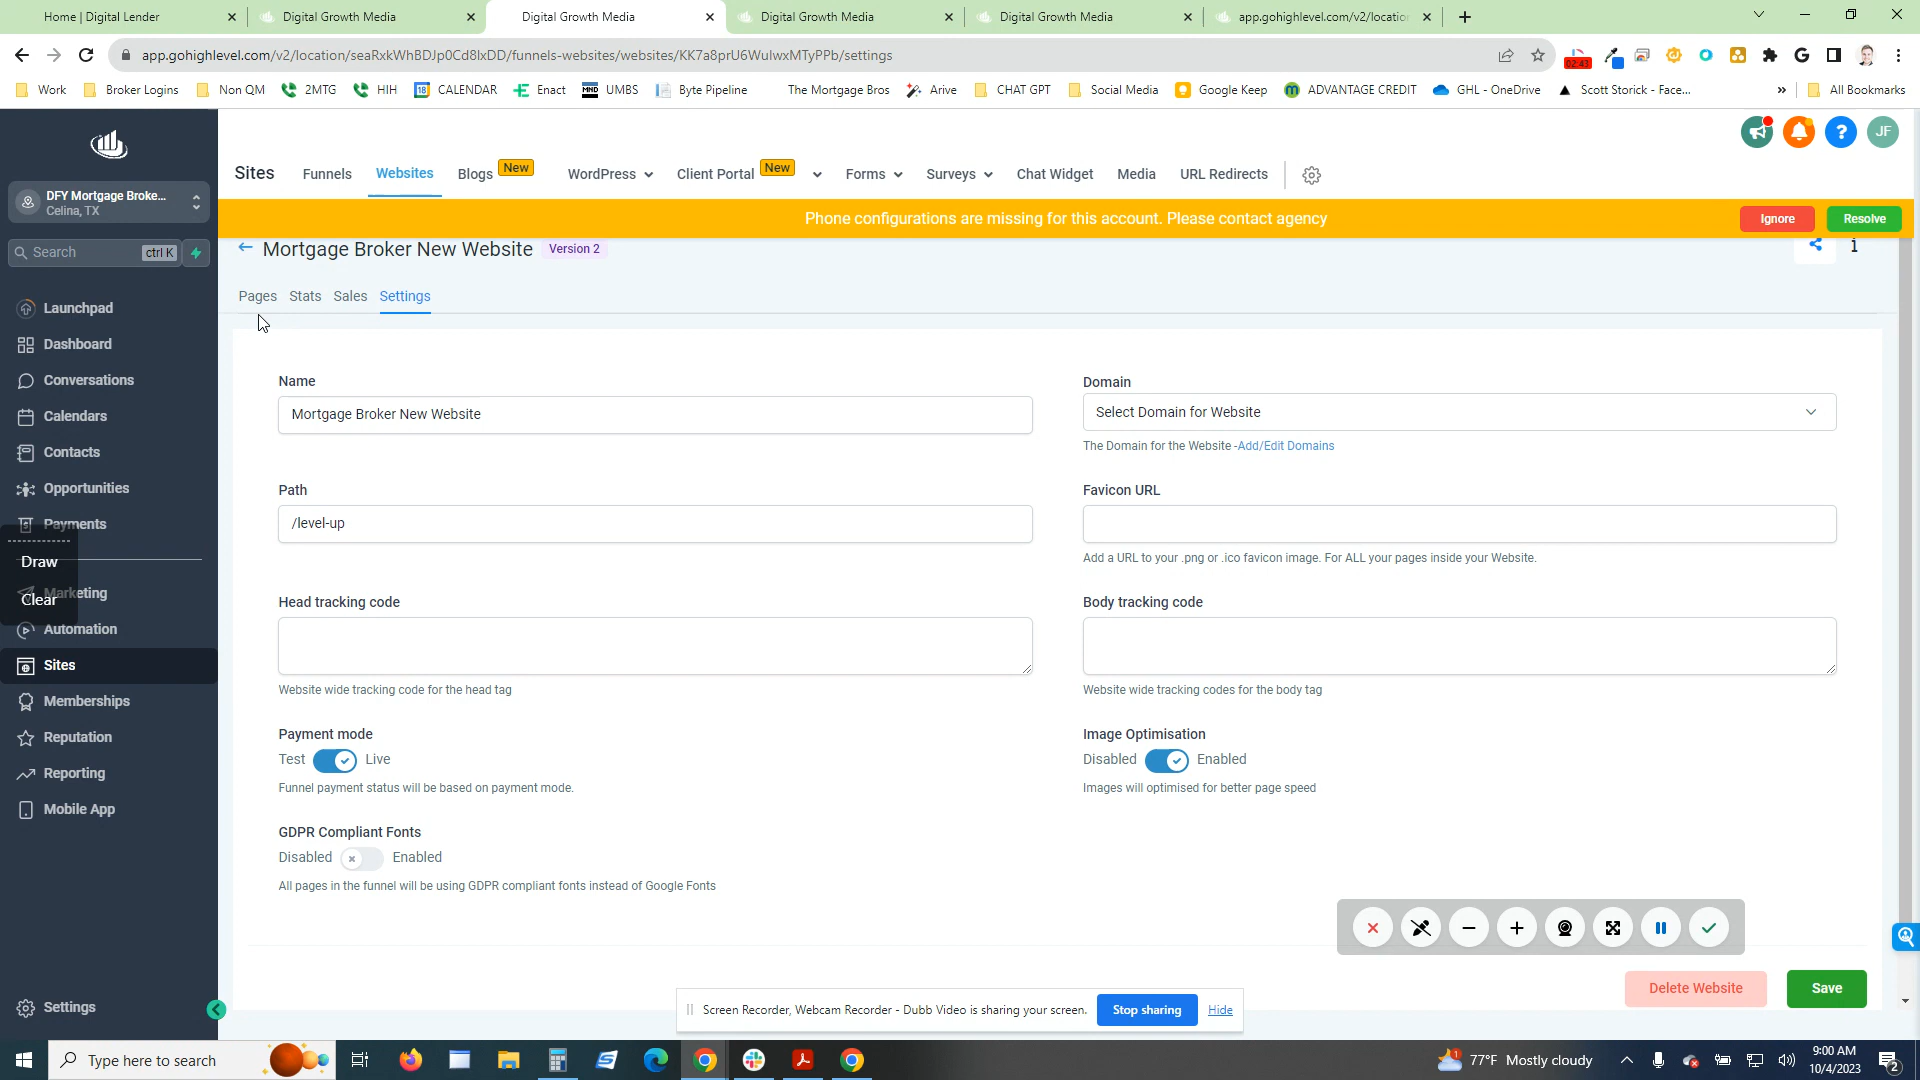 Home | Digital Lender
Digital Growth Media
Digital Growth Media
Digital Growth Media
Digital Growth Media
app.gohighlevel.com/v2/locatio
app.gohighlevel.com/v2/location/seaRxkWhBDJp0Cd8lxDD/funnels-websites/websites/KK7a8prU6WulwxMTyPPb/settings
02:43
Work
Broker Logins
Non QM
2MTG
HIH
18
CALENDAR
Enact
MND
UMBS
Byte Pipeline
The Mortgage Bros
Arive
CHAT GPT
Social Media
Google Keep
ADVANTAGE CREDIT
GHL - OneDrive
Scott Storick - Face...
»
All Bookmarks
JF
Sites
Funnels
Websites
Blogs
New
WordPress
Client Portal
New
Forms
Surveys
Chat Widget
Media
URL Redirects
DFY Mortgage Broke...
Celina, TX
Phone configurations are missing for this account. Please contact agency
Ignore
Resolve
Search
ctrl K
Mortgage Broker New Website
Version 2
Pages
Stats
Sales
Settings
Launchpad
Dashboard
Conversations
Calendars
Contacts
Opportunities
Payments
Draw
Marketing
Clear
Automation
Sites
Memberships
Reputation
Reporting
Mobile App
Settings
Name
Mortgage Broker New Website
Domain
Select Domain for Website
The Domain for the Website -Add/Edit Domains
Path
/level-up
Favicon URL
Add a URL to your .png or .ico favicon image. For ALL your pages inside your Website.
Head tracking code
Body tracking code
Website wide tracking code for the head tag
Website wide tracking codes for the body tag
Payment mode
Test
Live
Funnel payment status will be based on payment mode.
Image Optimisation
Disabled
Enabled
Images will optimised for better page speed
GDPR Compliant Fonts
Disabled
Enabled
All pages in the funnel will be using GDPR compliant fonts instead of Google Fonts
Delete Website
Save
Screen Recorder, Webcam Recorder - Dubb Video is sharing your screen.
Stop sharing
Hide
Type here to search
1
77°F Mostly cloudy
9:00 AM
10/4/2023
2